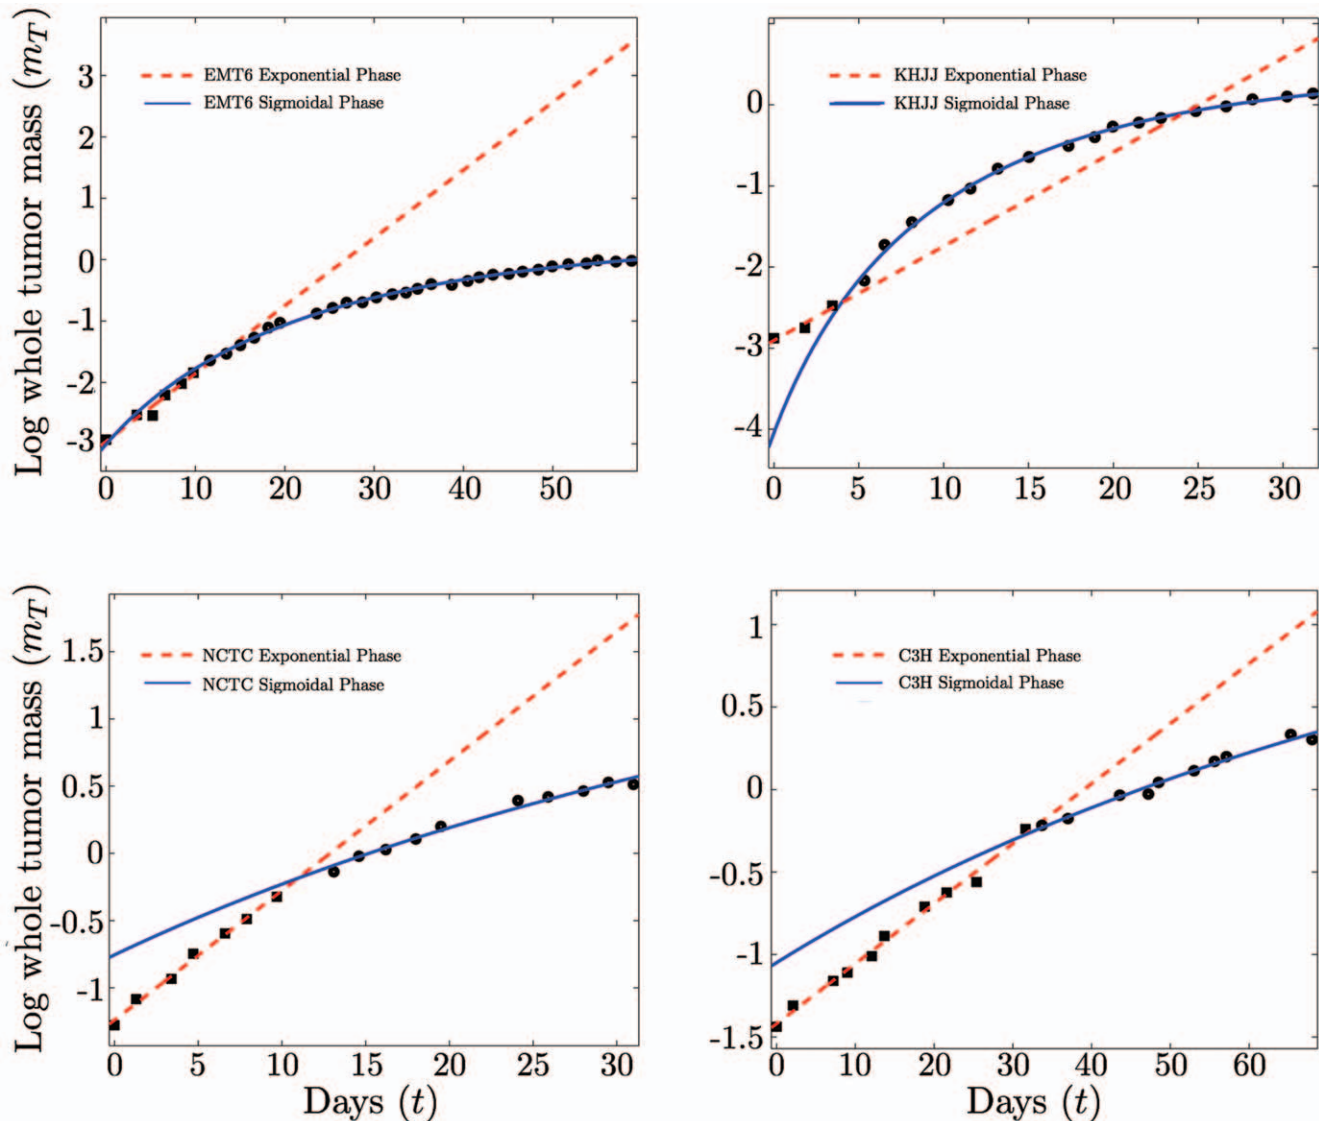 Log whole tumor mass (m_T)
3
2
1
0
-1
-2
-3
EMT6 Exponential Phase
EMT6 Sigmoidal Phase
0 10 20 30 40 50
0
-1
-2
-3
-4
KHJJ Exponential Phase
KHJJ Sigmoidal Phase
0 5 10 15 20 25 30
Log whole tumor mass (m_T)
1.5
1
0.5
0
-0.5
-1
NCTC Exponential Phase
NCTC Sigmoidal Phase
0 5 10 15 20 25 30
Days (t)
1
0.5
0
-0.5
-1
-1.5
C3H Exponential Phase
C3H Sigmoidal Phase
0 10 20 30 40 50 60
Days (t)